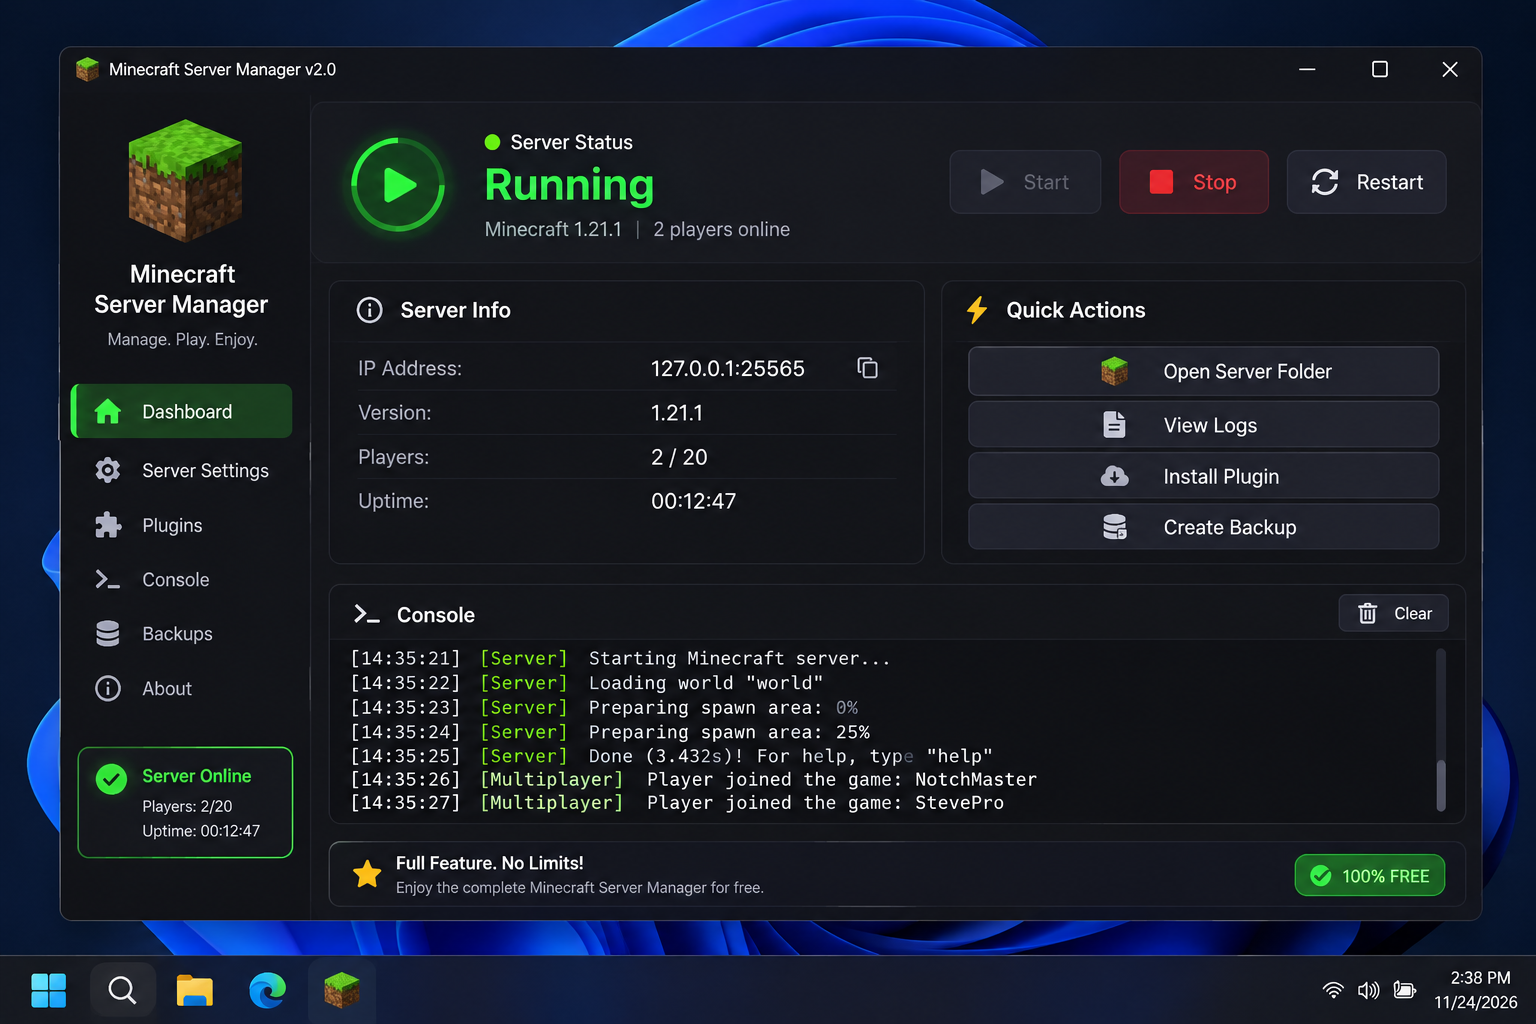 Minecraft Server Manager v2.0
Minecraft
Server Manager
Manage. Play. Enjoy.
Dashboard
Server Settings
Plugins
Console
Backups
About
Server Online
Players: 2/20
Uptime: 00:12:47
Server Status
Running
Minecraft 1.21.1 | 2 players online
Start
Stop
Restart
Server Info
IP Address: 127.0.0.1:25565
Version: 1.21.1
Players: 2 / 20
Uptime: 00:12:47
Quick Actions
Open Server Folder
View Logs
Install Plugin
Create Backup
Console
Clear
[14:35:21] [Server] Starting Minecraft server...
[14:35:22] [Server] Loading world "world"
[14:35:23] [Server] Preparing spawn area: 0%
[14:35:24] [Server] Preparing spawn area: 25%
[14:35:25] [Server] Done (3.432s)! For help, type "help"
[14:35:26] [Multiplayer] Player joined the game: NotchMaster
[14:35:27] [Multiplayer] Player joined the game: StevePro
Full Feature. No Limits!
Enjoy the complete Minecraft Server Manager for free.
100% FREE
2:38 PM
11/24/2026